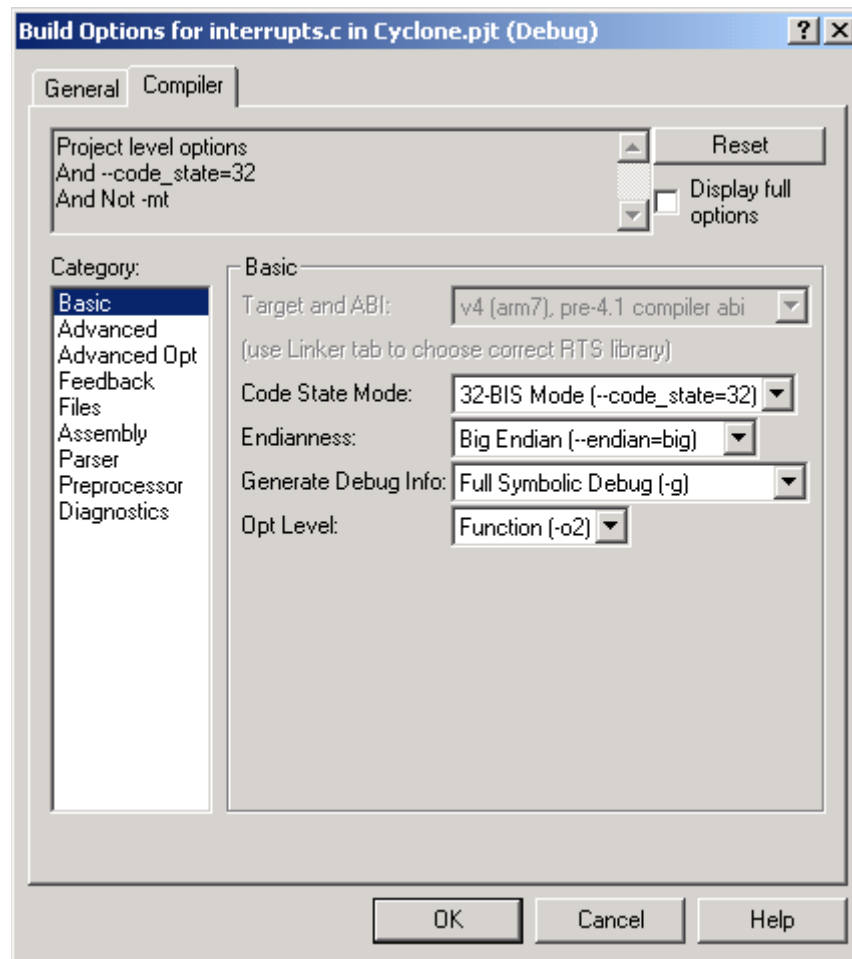 Build Options for interrupts.c in Cyclone.pjt (Debug)
General
Compiler
Project level options
And --code_state=32
And Not -mt
Reset
Display full
options
Category:
Basic
Advanced
Advanced Opt
Feedback
Files
Assembly
Parser
Preprocessor
Diagnostics
Basic
Target and ABI: v4 (arm7), pre-4.1 compiler abi
(use Linker tab to choose correct RTS library)
Code State Mode: 32-BIS Mode (--code_state=32)
Endianness: Big Endian (--endian=big)
Generate Debug Info: Full Symbolic Debug (-g)
Opt Level: Function (-o2)
OK
Cancel
Help